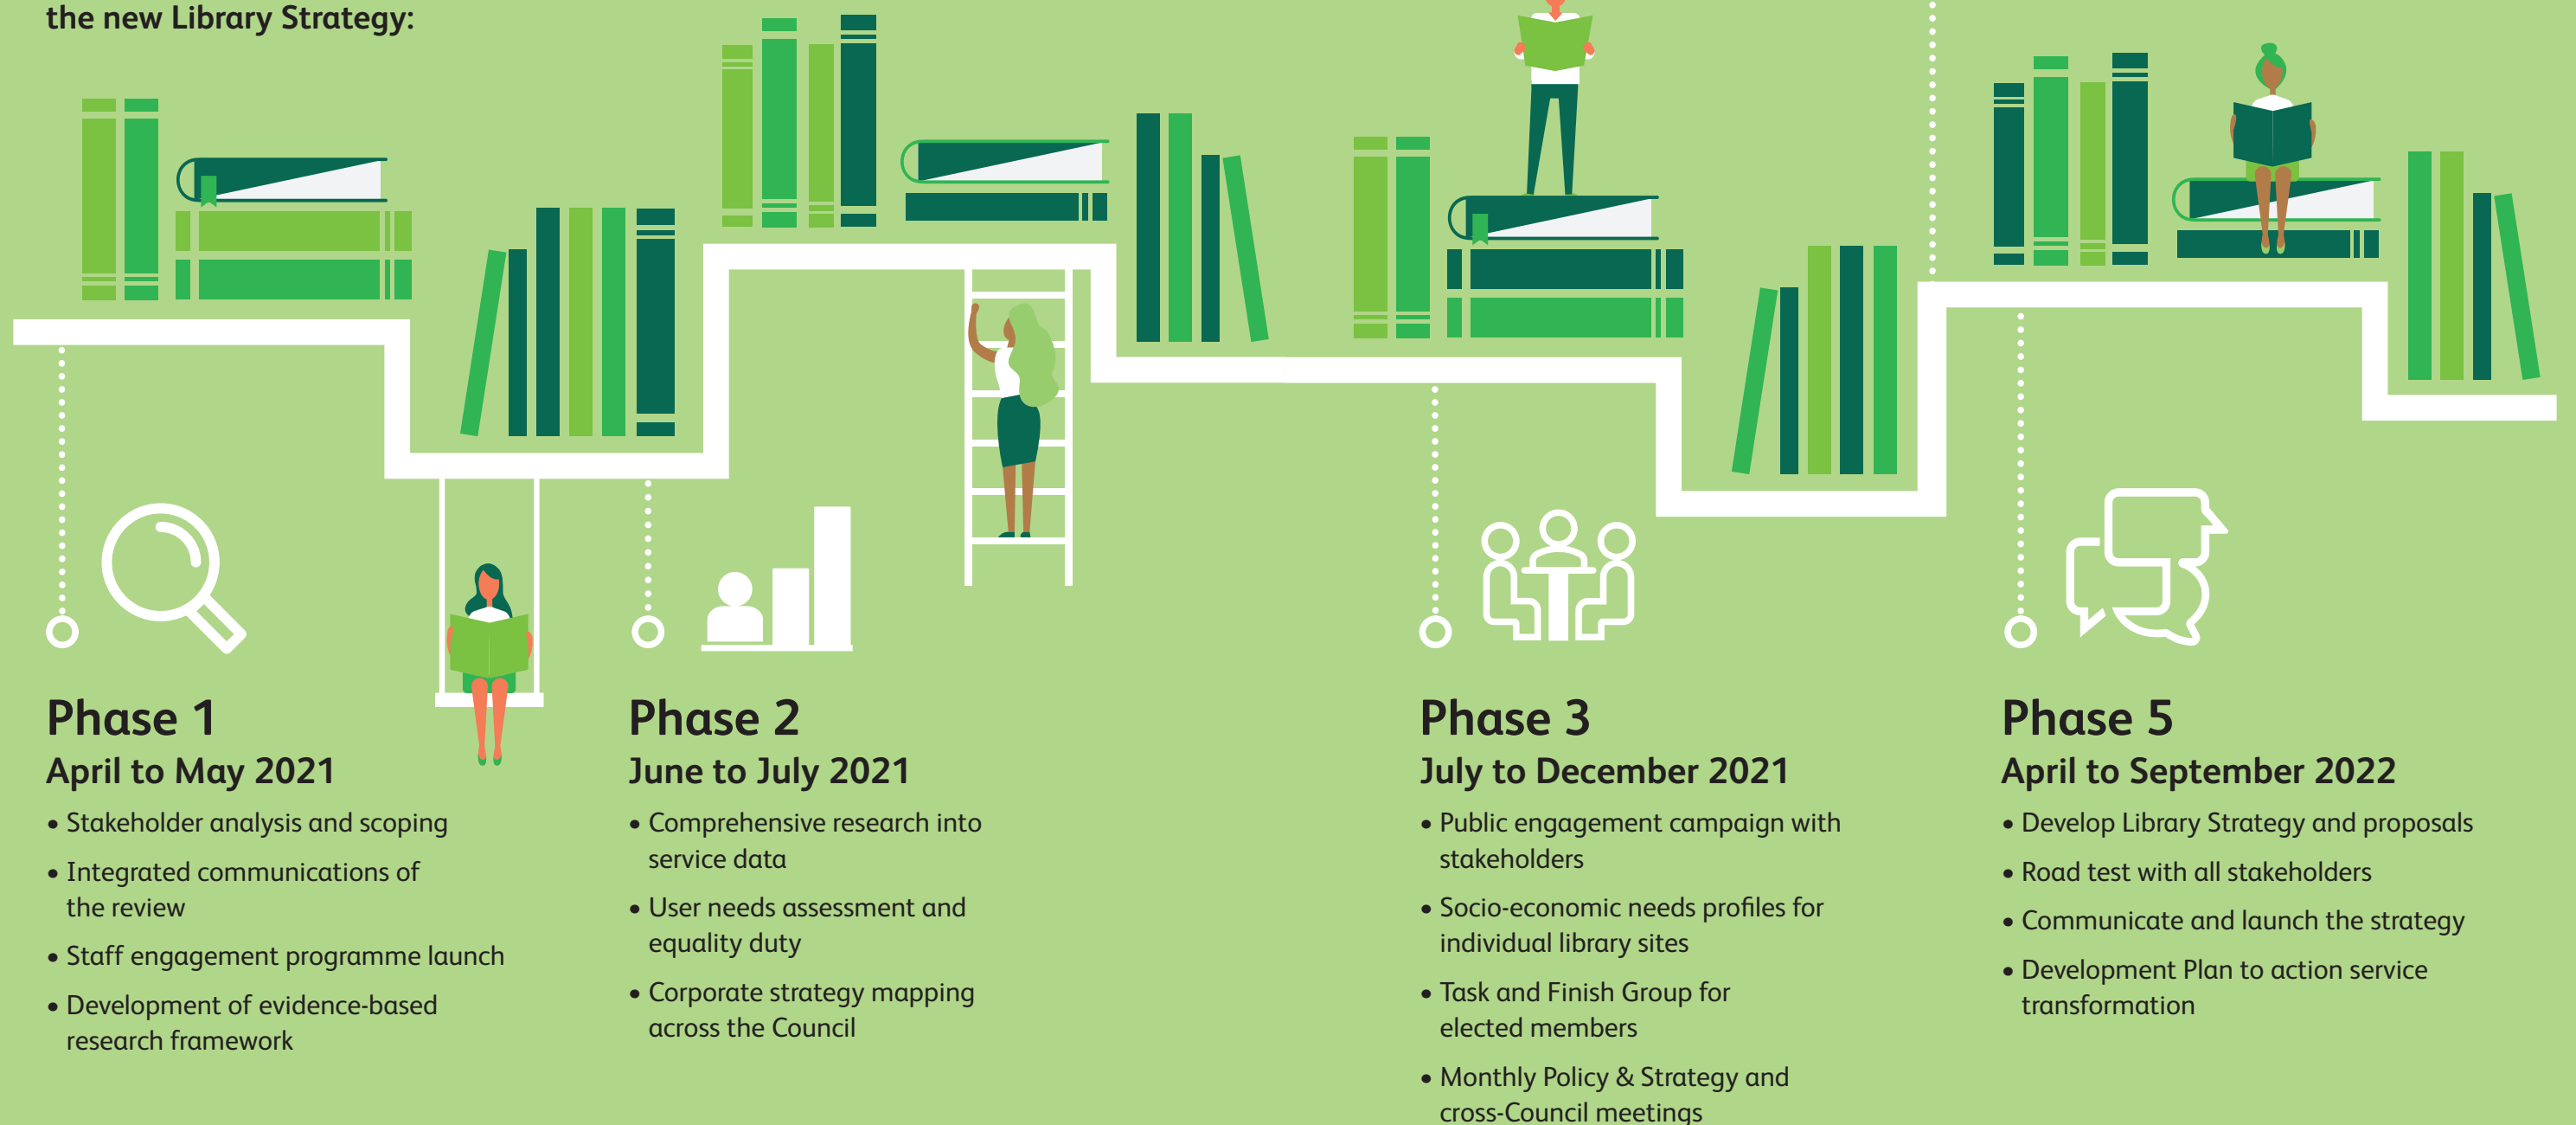 the new Library Strategy:
Phase 1
April to May 2021
• Stakeholder analysis and scoping
• Integrated communications of
the review
• Staff engagement programme launch
• Development of evidence-based
research framework
Phase 2
June to July 2021
• Comprehensive research into
service data
• User needs assessment and
equality duty
• Corporate strategy mapping
across the Council
Phase 3
July to December 2021
• Public engagement campaign with
stakeholders
• Socio-economic needs profiles for
individual library sites
• Task and Finish Group for
elected members
• Monthly Policy & Strategy and
cross-Council meetings
Phase 5
April to September 2022
• Develop Library Strategy and proposals
• Road test with all stakeholders
• Communicate and launch the strategy
• Development Plan to action service
transformation